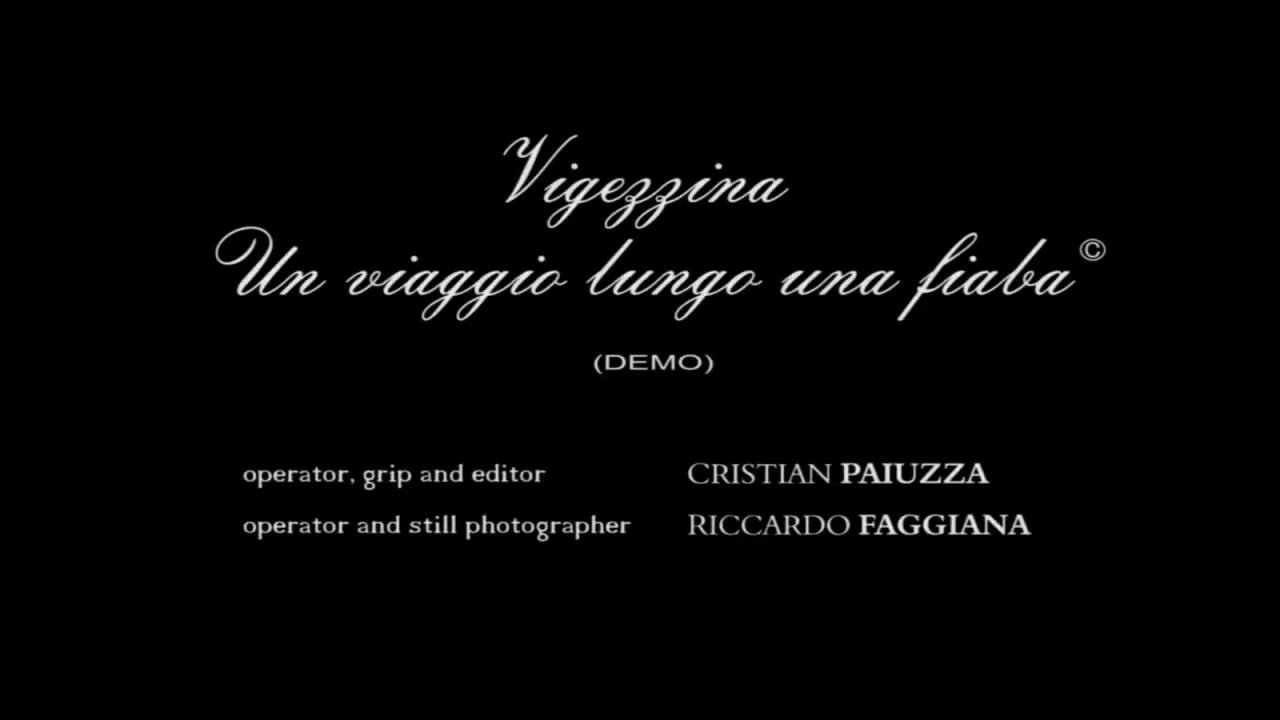 Vigezzina
Un viaggio lungo una fiaba©
(DEMO)
operator, grip and editor CRISTIAN PAIUZZA
operator and still photographer RICCARDO FAGGIANA